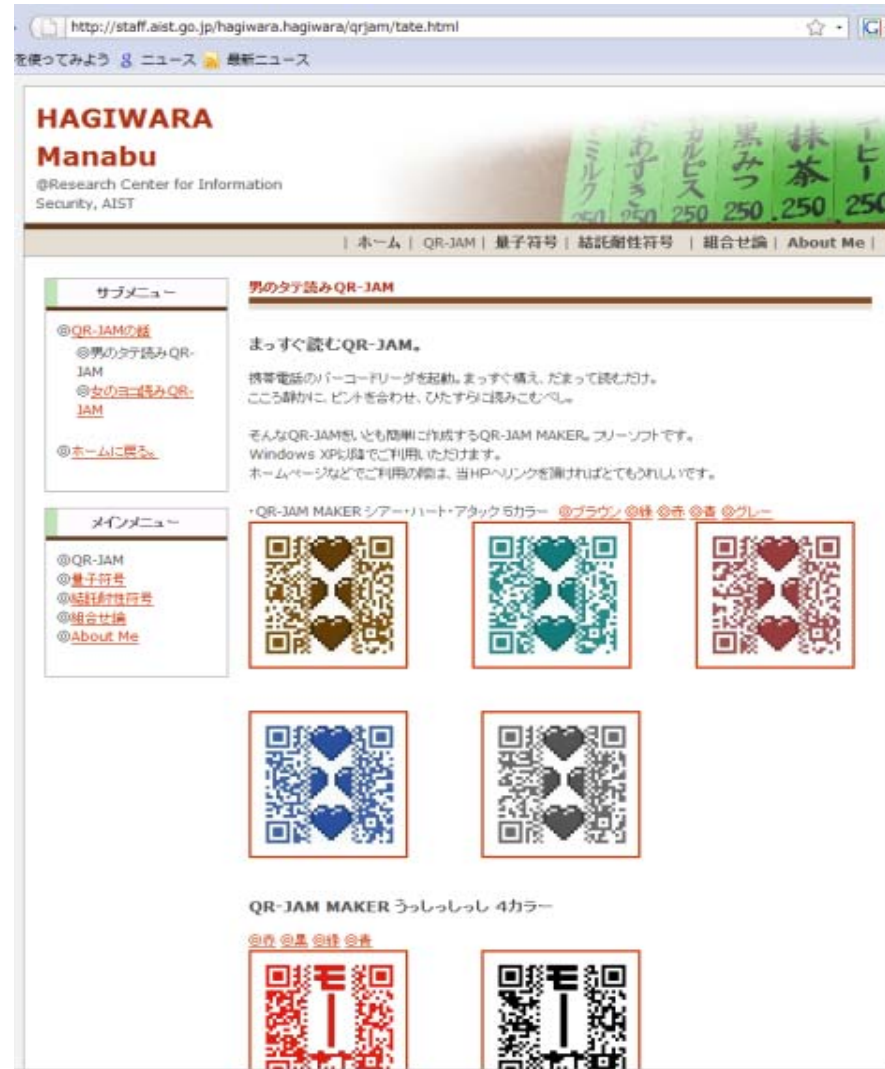 http://staff.aist.go.jp/hagiwara.hagiwara/qrjam/tate.html
を使ってみよう ニュース 最新ニュース
HAGIWARA
Manabu
@Research Center for Information
Security, AIST
ミルク
あずき
カルピス
黒みつ
抹茶
ーヒー
250 250 250 250 .250 250
| ホーム | QR-JAM | 量子符号 | 結託耐性符号 | 組合せ論 | About Me |
サブメニュー
◎QR-JAMの話
◎男のタテ読みQR-
JAM
◎女のヨコ読みQR-
JAM
◎ホームに戻る。
メインメニュー
◎QR-JAM
◎量子符号
◎結託耐性符号
◎組合せ論
◎About Me
男のタテ読みQR-JAM
まっすぐ読むQR-JAM。
携帯電話のバーコードリーダを起動。まっすぐ構え、だまって読むだけ。
こころ静かに、ピントを合わせ、ひたすらに読みこむべし。
そんなQR-JAMをいとも簡単に作成するQR-JAM MAKER。フリーソフトです。
Windows XP以降でご利用いただけます。
ホームページなどでご利用の際は、当HPへリンクを頂ければとてもうれしいです。
・QR-JAM MAKER シアー・ハート・アタック 5カラー ◎ブラウン ◎緑 ◎赤 ◎青 ◎グレー
QR-JAM MAKER うっしっしっし 4カラー
◎赤 ◎黒 ◎緑 ◎青
モー
モー